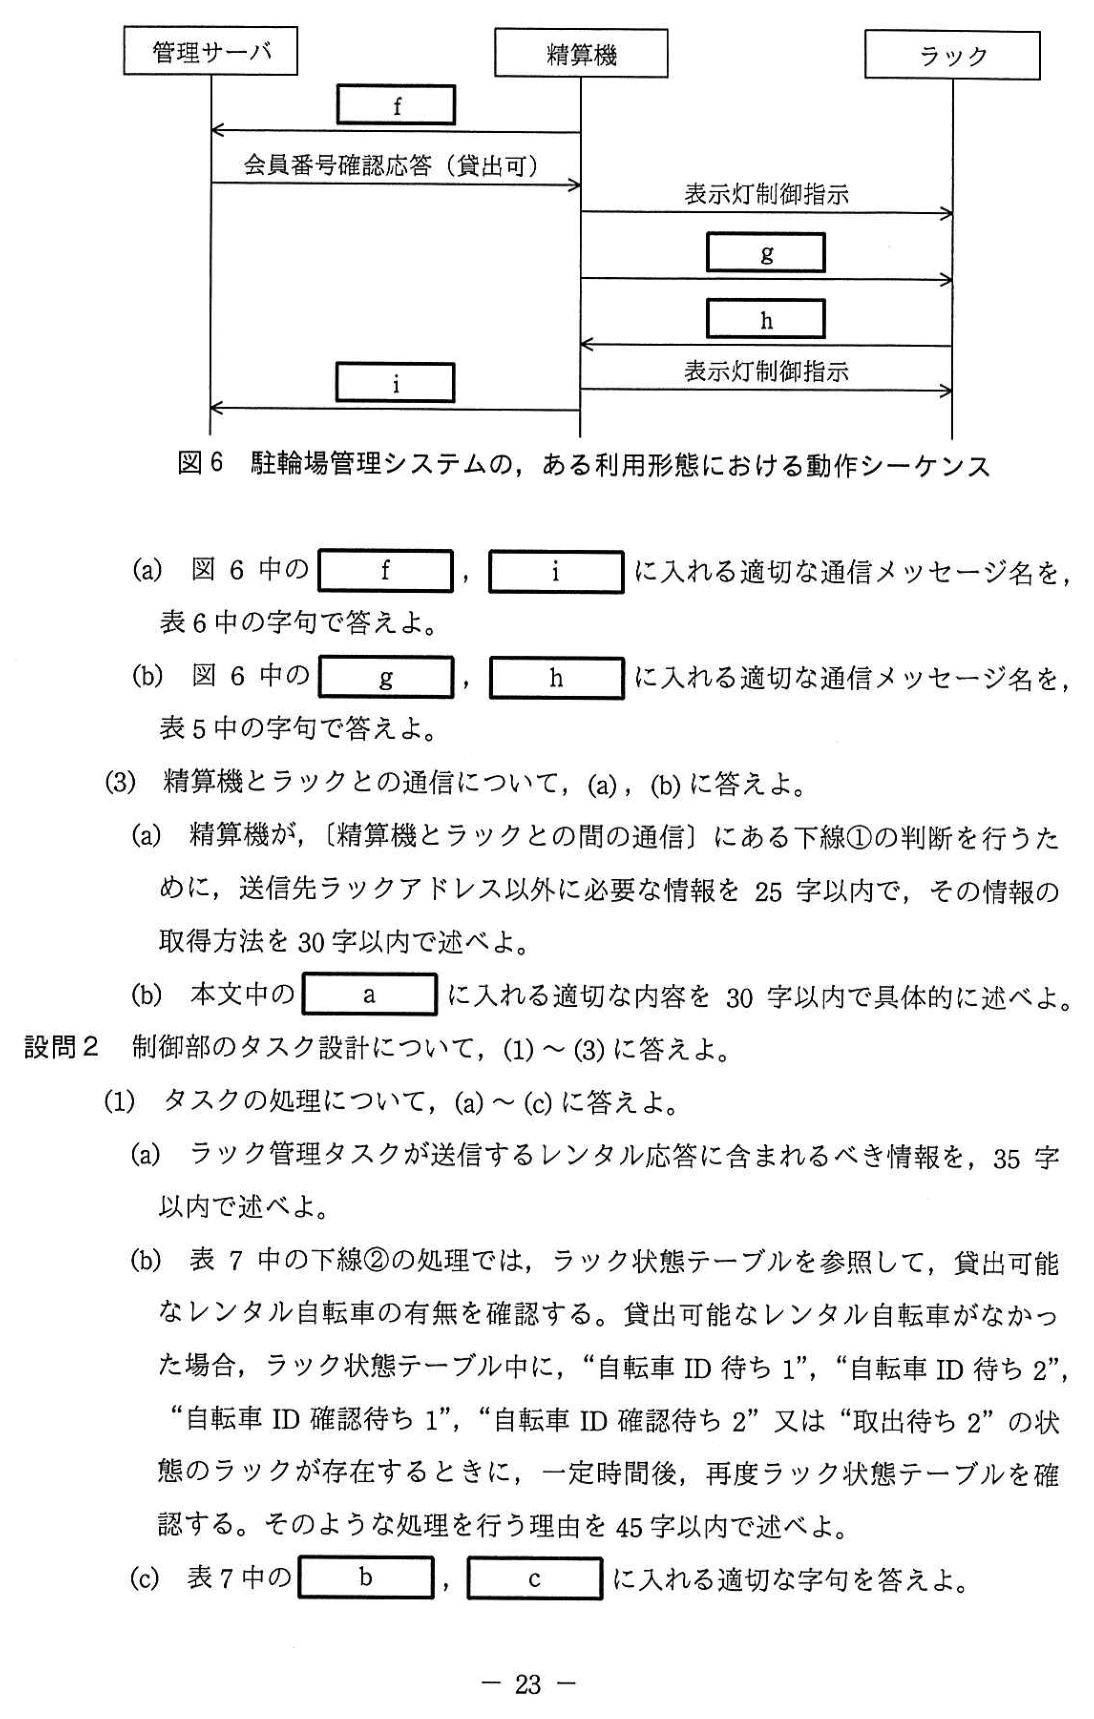 管理サーバ
精算機
ラック
f
会員番号確認応答（貸出可）
表示灯制御指示
g
h
表示灯制御指示
i
図6　駐輪場管理システムの，ある利用形態における動作シーケンス
(a)　図 6 中の f ， i に入れる適切な通信メッセージ名を，
表6中の字句で答えよ。
(b)　図 6 中の g ， h に入れる適切な通信メッセージ名を，
表5中の字句で答えよ。
(3)　精算機とラックとの通信について，(a)，(b)に答えよ。
(a)　精算機が，〔精算機とラックとの間の通信〕にある下線①の判断を行うた
めに，送信先ラックアドレス以外に必要な情報を 25 字以内で，その情報の
取得方法を30字以内で述べよ。
(b)　本文中の a に入れる適切な内容を 30 字以内で具体的に述べよ。
設問2　制御部のタスク設計について，(1)～(3)に答えよ。
(1)　タスクの処理について，(a)～(c)に答えよ。
(a)　ラック管理タスクが送信するレンタル応答に含まれるべき情報を，35 字
以内で述べよ。
(b)　表 7 中の下線②の処理では，ラック状態テーブルを参照して，貸出可能
なレンタル自転車の有無を確認する。貸出可能なレンタル自転車がなかっ
た場合，ラック状態テーブル中に，“自転車 ID 待ち 1”，“自転車 ID 待ち 2”，
“自転車 ID 確認待ち 1”，“自転車 ID 確認待ち 2” 又は “取出待ち 2” の状
態のラックが存在するときに，一定時間後，再度ラック状態テーブルを確
認する。そのような処理を行う理由を45字以内で述べよ。
(c)　表7中の b ， c に入れる適切な字句を答えよ。
－ 23 －